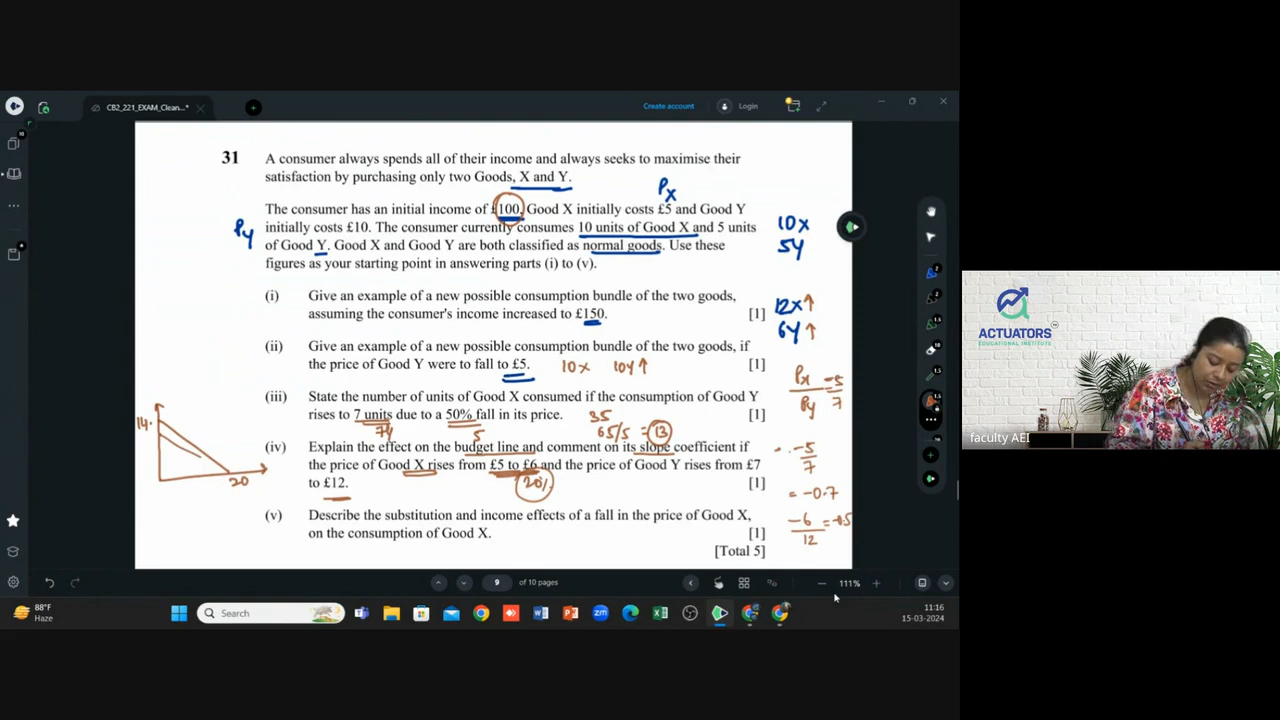 CB2_221_EXAM_Clean...*
Create account
Login
31
A consumer always spends all of their income and always seeks to maximise their
satisfaction by purchasing only two Goods, X and Y.
Px
The consumer has an initial income of £100, Good X initially costs £5 and Good Y
Py
initially costs £10. The consumer currently consumes 10 units of Good X and 5 units
10x
of Good Y. Good X and Good Y are both classified as normal goods. Use these
5y
figures as your starting point in answering parts (i) to (v).
(i) Give an example of a new possible consumption bundle of the two goods,
assuming the consumer's income increased to £150. [1]
12x↑
6y↑
(ii) Give an example of a new possible consumption bundle of the two goods, if
the price of Good Y were to fall to £5. [1]
10x 10y↑
Px/Py = 5/7
(iii) State the number of units of Good X consumed if the consumption of Good Y
rises to 7 units due to a 50% fall in its price. [1]
7y
5
35
65/5 = 13
14
20
(iv) Explain the effect on the budget line and comment on its slope coefficient if
the price of Good X rises from £5 to £6 and the price of Good Y rises from £7
to £12. [1]
20%
-5/7
= -0.7
-6/12 = -0.5
(v) Describe the substitution and income effects of a fall in the price of Good X,
on the consumption of Good X. [1]
[Total 5]
ACTUATORS
EDUCATIONAL INSTITUTE
faculty AEI
9 of 10 pages
111%
88°F
Haze
Search
11:16
15-03-2024